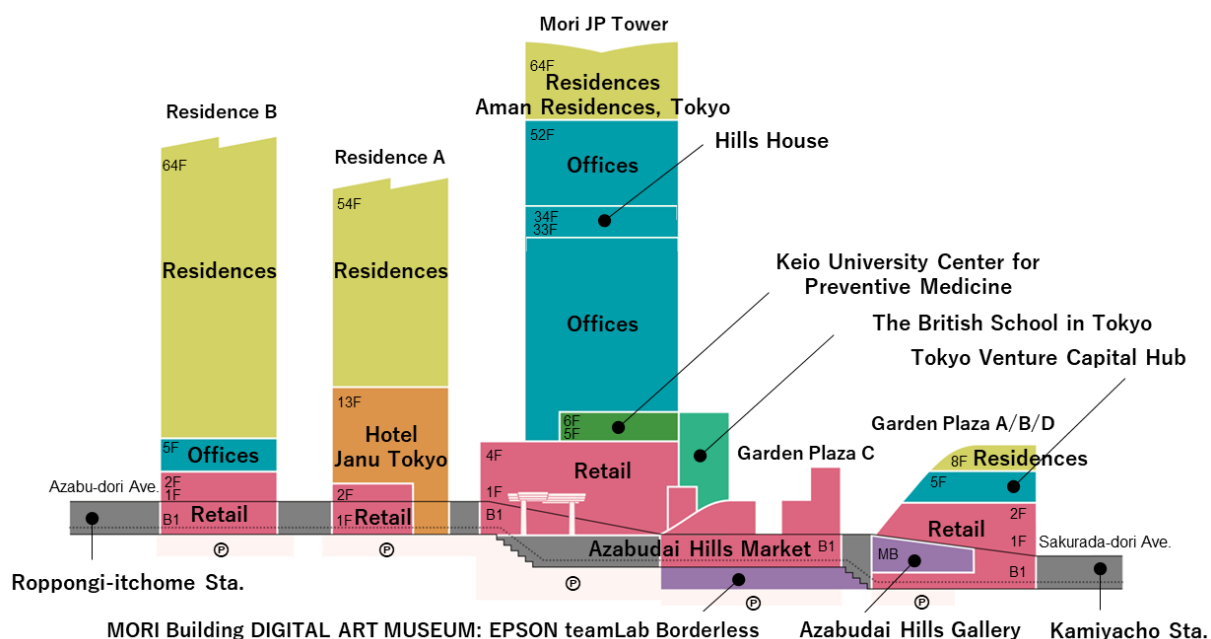 Mori JP Tower
64F
Residences
Aman Residences, Tokyo
Residence B
52F
Hills House
Offices
Residence A
64F
54F
34F
33F
Keio University Center for
Preventive Medicine
Residences
Residences
Offices
The British School in Tokyo
Tokyo Venture Capital Hub
13F
6F
5F
Garden Plaza A/B/D
Hotel
Janu Tokyo
5F
Offices
4F
Retail
Garden Plaza C
8F
Residences
5F
2F
1F
Azabu-dori Ave.
2F
1F
2F
B1
Retail
1F
Retail
B1
Retail
1F
Sakurada-dori Ave.
Azabudai Hills Market
B1
MB
B1
P
P
P
P
P
Roppongi-itchome Sta.
MORI Building DIGITAL ART MUSEUM: EPSON teamLab Borderless
Azabudai Hills Gallery
Kamiyacho Sta.